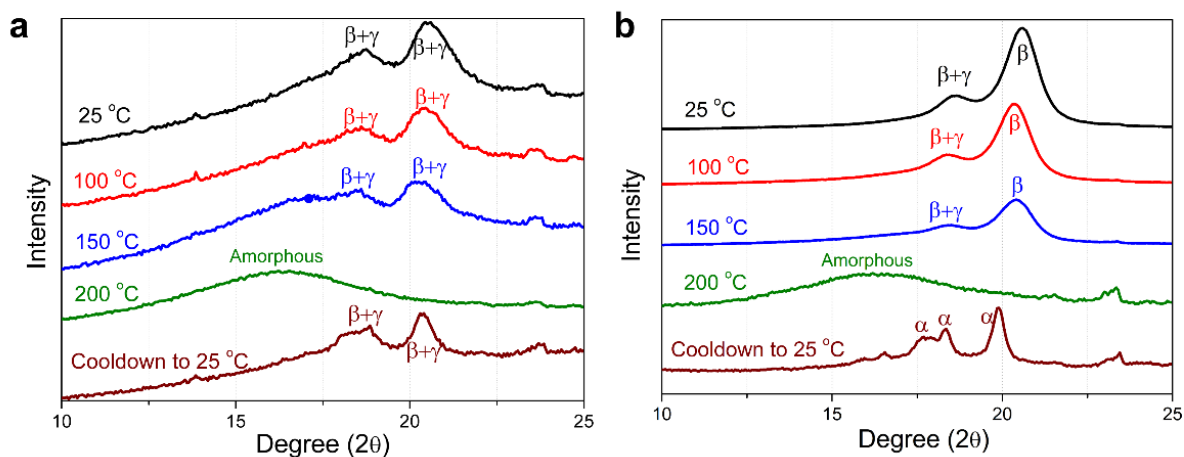 a
β+γ
β+γ
25 °C
β+γ
β+γ
100 °C
β+γ
β+γ
150 °C
Amorphous
200 °C
β+γ
β+γ
Cooldown to 25 °C
Intensity
10
15
20
25
Degree (2θ)
b
β+γ
β
25 °C
β+γ
β
100 °C
β+γ
β
150 °C
Amorphous
200 °C
α
α
α
Cooldown to 25 °C
Intensity
10
15
20
25
Degree (2θ)